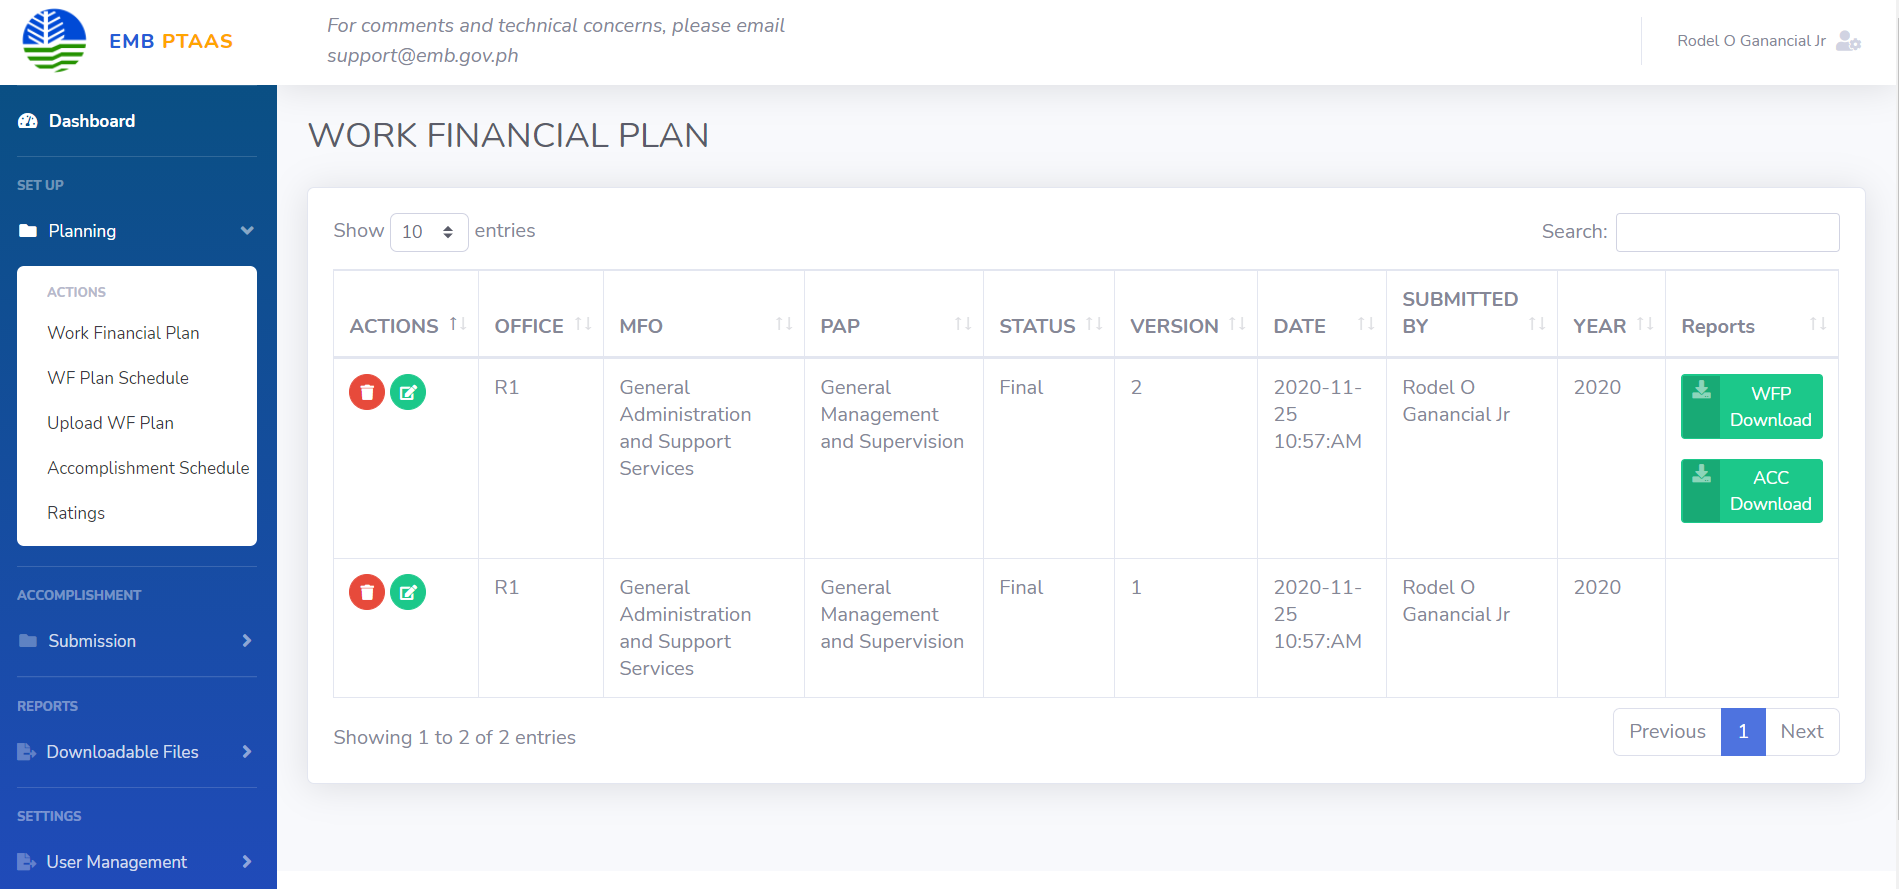 EMB PTAAS
For comments and technical concerns, please email
support@emb.gov.ph
Rodel O Ganancial Jr
Dashboard
SET UP
Planning
ACTIONS
Work Financial Plan
WF Plan Schedule
Upload WF Plan
Accomplishment Schedule
Ratings
ACCOMPLISHMENT
Submission
REPORTS
Downloadable Files
SETTINGS
User Management
WORK FINANCIAL PLAN
Show 10 entries
Search:
ACTIONS
OFFICE
MFO
PAP
STATUS
VERSION
DATE
SUBMITTED
BY
YEAR
Reports
R1
General
Administration
and Support
Services
General
Management
and Supervision
Final
2
2020-11-
25
10:57:AM
Rodel O
Ganancial Jr
2020
WFP
Download
ACC
Download
R1
General
Administration
and Support
Services
General
Management
and Supervision
Final
1
2020-11-
25
10:57:AM
Rodel O
Ganancial Jr
2020
Showing 1 to 2 of 2 entries
Previous 1 Next